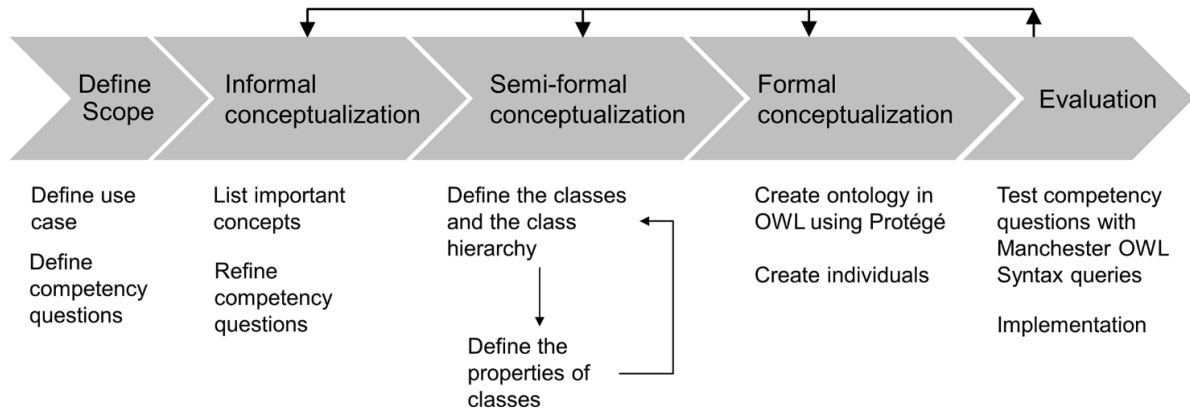 Define
Scope
Informal
conceptualization
Semi-formal
conceptualization
Formal
conceptualization
Evaluation
Define use
case
Define
competency
questions
List important
concepts
Refine
competency
questions
Define the classes
and the class
hierarchy
Define the
properties of
classes
Create ontology in
OWL using Protégé
Create individuals
Test competency
questions with
Manchester OWL
Syntax queries
Implementation